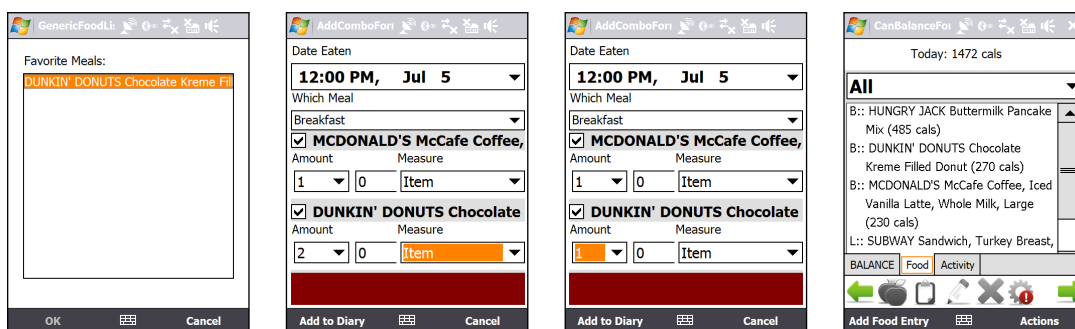 GenericFoodLi
Favorite Meals:
DUNKIN' DONUTS Chocolate Kreme Fil
OK
Cancel
AddComboFor
Date Eaten
12:00 PM, Jul 5
Which Meal
Breakfast
MCDONALD'S McCafe Coffee,
Amount Measure
1 0 Item
DUNKIN' DONUTS Chocolate
Amount Measure
2 0 Item
Add to Diary Cancel
AddComboFor
Date Eaten
12:00 PM, Jul 5
Which Meal
Breakfast
MCDONALD'S McCafe Coffee,
Amount Measure
1 0 Item
DUNKIN' DONUTS Chocolate
Amount Measure
1 0 Item
Add to Diary Cancel
CanBalanceFo
Today: 1472 cals
All
B:: HUNGRY JACK Buttermilk Pancake
Mix (485 cals)
B:: DUNKIN' DONUTS Chocolate
Kreme Filled Donut (270 cals)
B:: MCDONALD'S McCafe Coffee, Iced
Vanilla Latte, Whole Milk, Large
(230 cals)
L:: SUBWAY Sandwich, Turkey Breast,
BALANCE Food Activity
Add Food Entry Actions